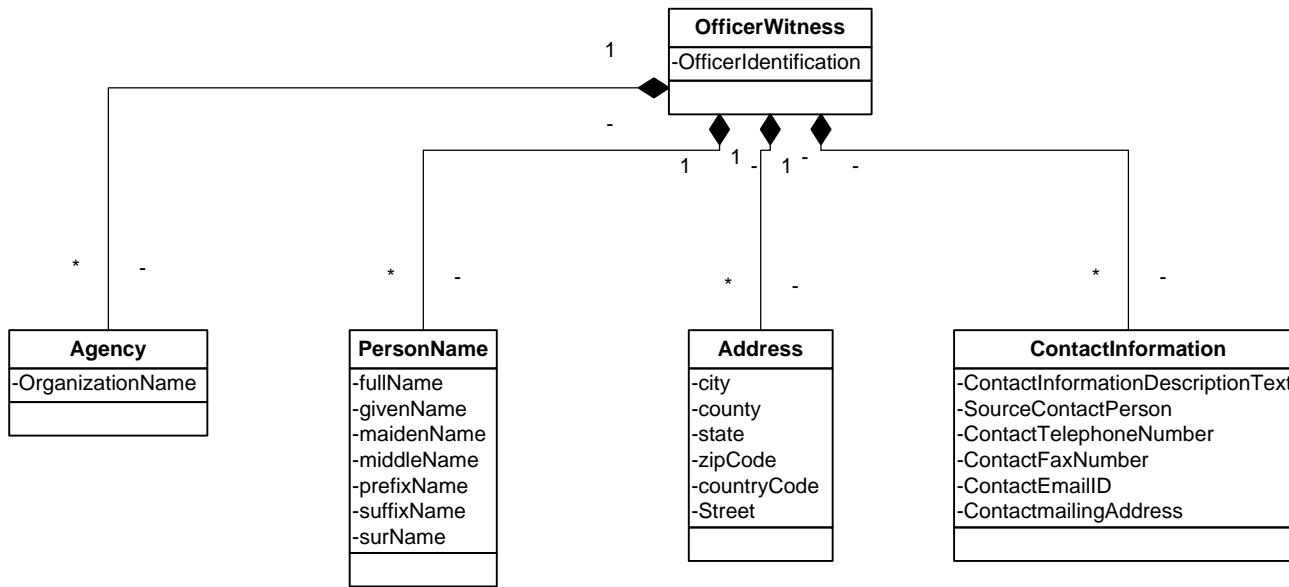 OfficerWitness
-OfficerIdentification
1
-
1
-
1
-
1
-
*
-
*
-
*
-
*
-
Agency
-OrganizationName
PersonName
-fullName
-givenName
-maidenName
-middleName
-prefixName
-suffixName
-surName
Address
-city
-county
-state
-zipCode
-countryCode
-Street
ContactInformation
-ContactInformationDescriptionText
-SourceContactPerson
-ContactTelephoneNumber
-ContactFaxNumber
-ContactEmailID
-ContactmailingAddress